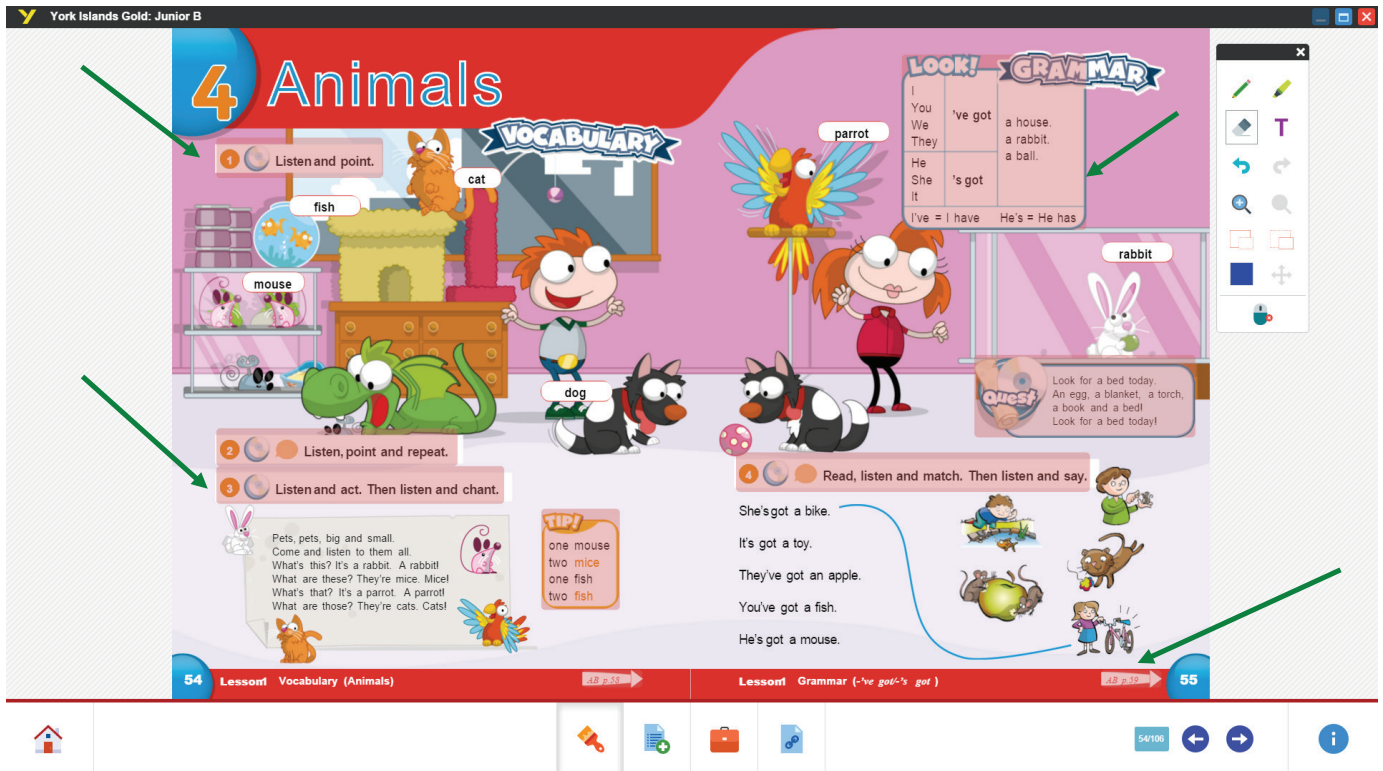 York Islands Gold: Junior B
4 Animals
VOCABULARY
1 Listen and point.
cat
fish
mouse
dog
2 Listen, point and repeat.
3 Listen and act. Then listen and chant.
Pets, pets, big and small.
Come and listen to them all.
What's this? It's a rabbit. A rabbit!
What are these? They're mice. Mice!
What's that? It's a parrot. A parrot!
What are those? They're cats. Cats!
TIP!
one mouse
two mice
one fish
two fish
54 Lesson1 Vocabulary (Animals)
AB p.58
LOOK! GRAMMAR
I
You
We
They
've got
He
She
It
's got
a house.
a rabbit.
a ball.
I've = I have He's = He has
parrot
rabbit
Quest
Look for a bed today.
An egg, a blanket, a torch,
a book and a bed!
Look for a bed today!
4 Read, listen and match. Then listen and say.
She's got a bike.
It's got a toy.
They've got an apple.
You've got a fish.
He's got a mouse.
Lesson1 Grammar (-'ve got/-'s got )
AB p.59
55
T
54/106
i